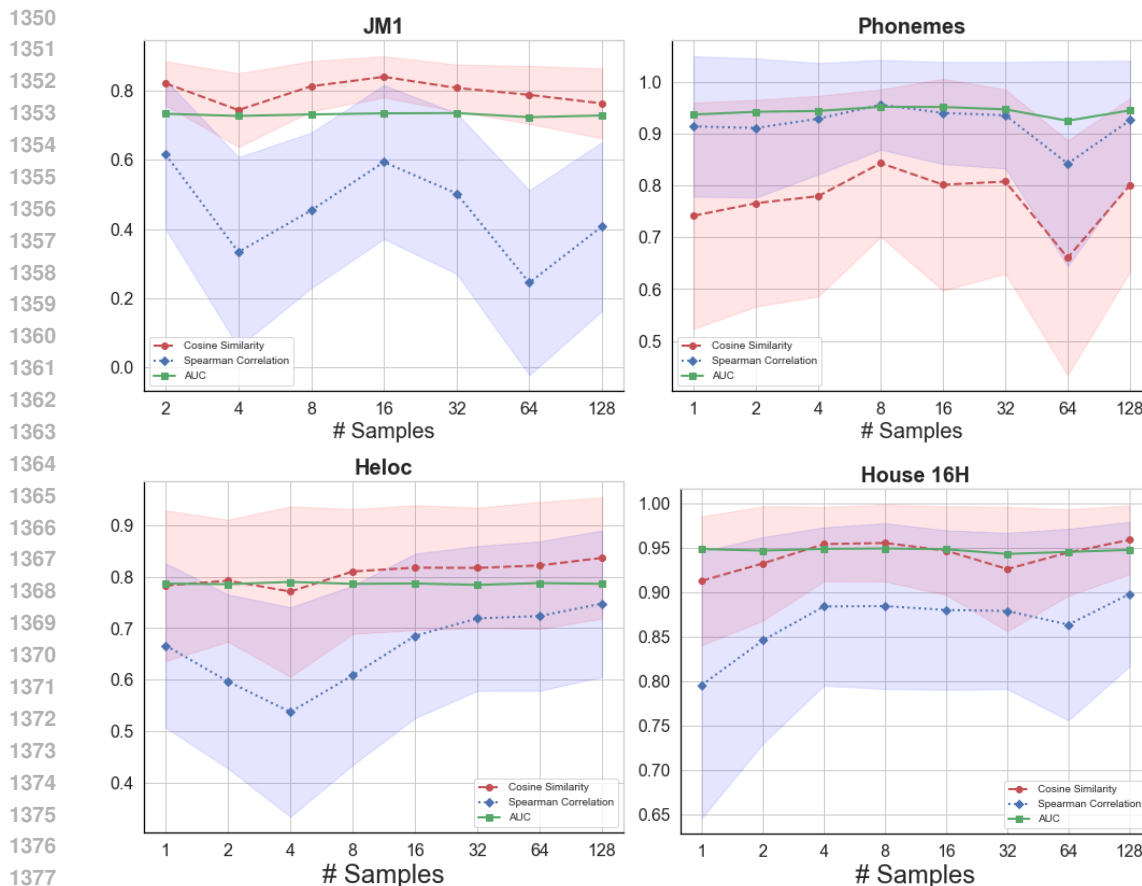 1350
1351
1352
1353
1354
1355
1356
1357
1358
1359
1360
1361
1362
1363
1364
1365
1366
1367
1368
1369
1370
1371
1372
1373
1374
1375
1376
1377
JM1
0.8
0.6
0.4
0.2
0.0
Cosine Similarity
Spearman Correlation
AUC
2 4 8 16 32 64 128
# Samples
Phonemes
1.0
0.9
0.8
0.7
0.6
0.5
Cosine Similarity
Spearman Correlation
AUC
1 2 4 8 16 32 64 128
# Samples
Heloc
0.9
0.8
0.7
0.6
0.5
0.4
Cosine Similarity
Spearman Correlation
AUC
1 2 4 8 16 32 64 128
# Samples
House 16H
1.00
0.95
0.90
0.85
0.80
0.75
0.70
0.65
Cosine Similarity
Spearman Correlation
AUC
1 2 4 8 16 32 64 128
# Samples